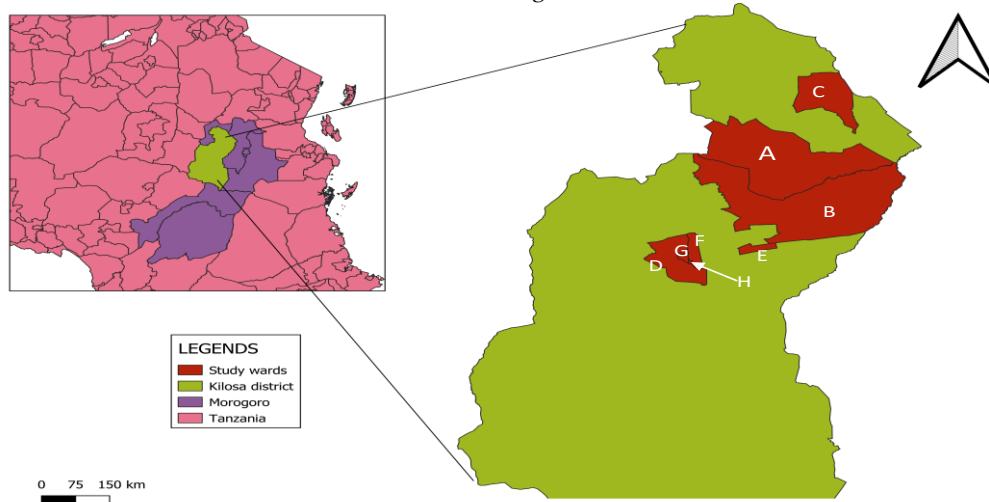 C
A
B
F
G
E
D
H
LEGENDS
Study wards
Kilosa district
Morogoro
Tanzania
0 75 150 km